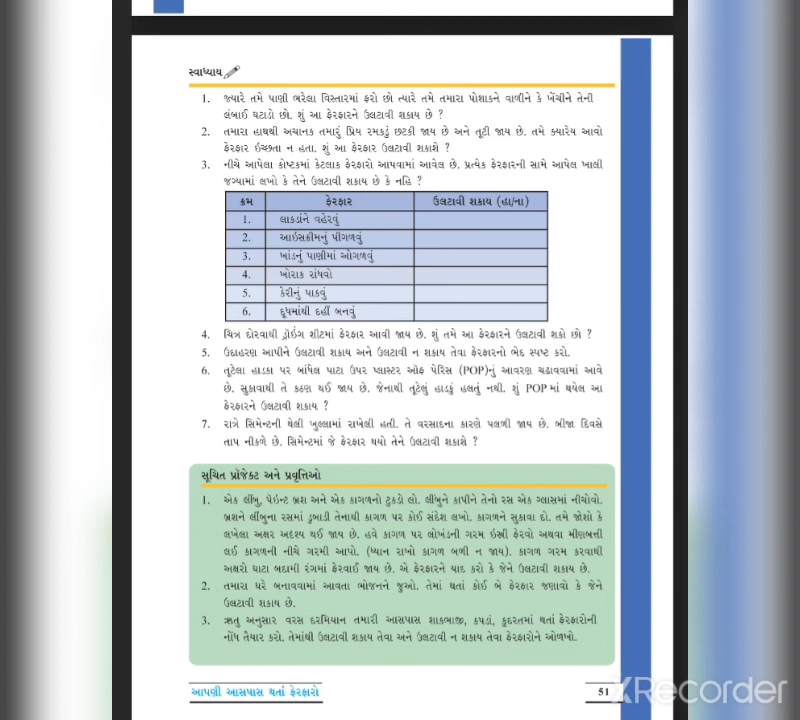 સ્વાધ્યાય
1. જ્યારે તમે પાણી ભરેલા વિસ્તારમાં ફરો છો ત્યારે તમે તમારા પોશાકને વાળીને કે ખેંચીને તેની
લંબાઈ ઘટાડો છો. શું આ ફેરફારને ઉલટાવી શકાય છે ?
2. તમારા હાથથી અચાનક તમારું પ્રિય રમકડું છટકી જાય છે અને તૂટી જાય છે. તમે ક્યારેય આવો
ફેરફાર ઇચ્છતા ન હતા. શું આ ફેરફાર ઉલટાવી શકાશે ?
3. નીચે આપેલા કોષ્ટકમાં કેટલાક ફેરફારો આપવામાં આવેલ છે. પ્રત્યેક ફેરફારની સામે આપેલ ખાલી
જગ્યામાં લખો કે તેને ઉલટાવી શકાય છે કે નહિ ?
ક્રમ ફેરફાર ઉલટાવી શકાય (હા/ના)
1. લાકડાંને વહેરવું
2. આઇસક્રીમનું પીગળવું
3. ખાંડનું પાણીમાં ઓગળવું
4. ખોરાક રાંધવો
5. કેરીનું પાકવું
6. દૂધમાંથી દહીં બનવું
4. ચિત્ર દોરવાથી ડ્રોઇંગ શીટમાં ફેરફાર આવી જાય છે. શું તમે આ ફેરફારને ઉલટાવી શકો છો ?
5. ઉદાહરણ આપીને ઉલટાવી શકાય અને ઉલટાવી ન શકાય તેવા ફેરફારનો ભેદ સ્પષ્ટ કરો.
6. તૂટેલા હાડકા પર બાંધેલ પાટા ઉપર પ્લાસ્ટર ઓફ પેરિસ (POP)નું આવરણ ચઢાવવામાં આવે
છે. સુકાવાથી તે કઠણ થઈ જાય છે. જેનાથી તૂટેલું હાડકું હલતું નથી. શું POP માં થયેલ આ
ફેરફારને ઉલટાવી શકાય ?
7. રાત્રે સિમેન્ટની થેલી ખુલ્લામાં રાખેલી હતી. તે વરસાદના કારણે પલળી જાય છે. બીજા દિવસે
તાપ નીકળે છે. સિમેન્ટમાં જે ફેરફાર થયો તેને ઉલટાવી શકાશે ?
સૂચિત પ્રૉજેક્ટ અને પ્રવૃત્તિઓ
1. એક લીંબુ, પેઇન્ટ બ્રશ અને એક કાગળનો ટુકડો લો. લીંબુને કાપીને તેનો રસ એક ગ્લાસમાં નીચોવો.
બ્રશને લીંબુના રસમાં ડુબાડી તેનાથી કાગળ પર કોઈ સંદેશ લખો. કાગળને સુકાવા દો. તમે જોશો કે
લખેલા અક્ષર અદૃશ્ય થઈ જાય છે. હવે કાગળ પર લોખંડની ગરમ ઇસ્ત્રી ફેરવો અથવા મીણબત્તી
લઈ કાગળની નીચે ગરમી આપો. (ધ્યાન રાખો કાગળ બળી ન જાય). કાગળ ગરમ કરવાથી
અક્ષરો ઘાટા બદામી રંગમાં ફેરવાઈ જાય છે. એ ફેરફારને યાદ કરો કે જેને ઉલટાવી શકાય છે.
2. તમારા ઘરે બનાવવામાં આવતા ભોજનને જુઓ. તેમાં થતાં કોઈ બે ફેરફાર જણાવો કે જેને
ઉલટાવી શકાય છે.
3. ઋતુ અનુસાર વરસ દરમિયાન તમારી આસપાસ શાકભાજી, કપડાં, કુદરતમાં થતાં ફેરફારોની
નોંધ તૈયાર કરો. તેમાંથી ઉલટાવી શકાય તેવા અને ઉલટાવી ન શકાય તેવા ફેરફારોને ઓળખો.
આપણી આસપાસ થતાં ફેરફારો 51
XRecorder